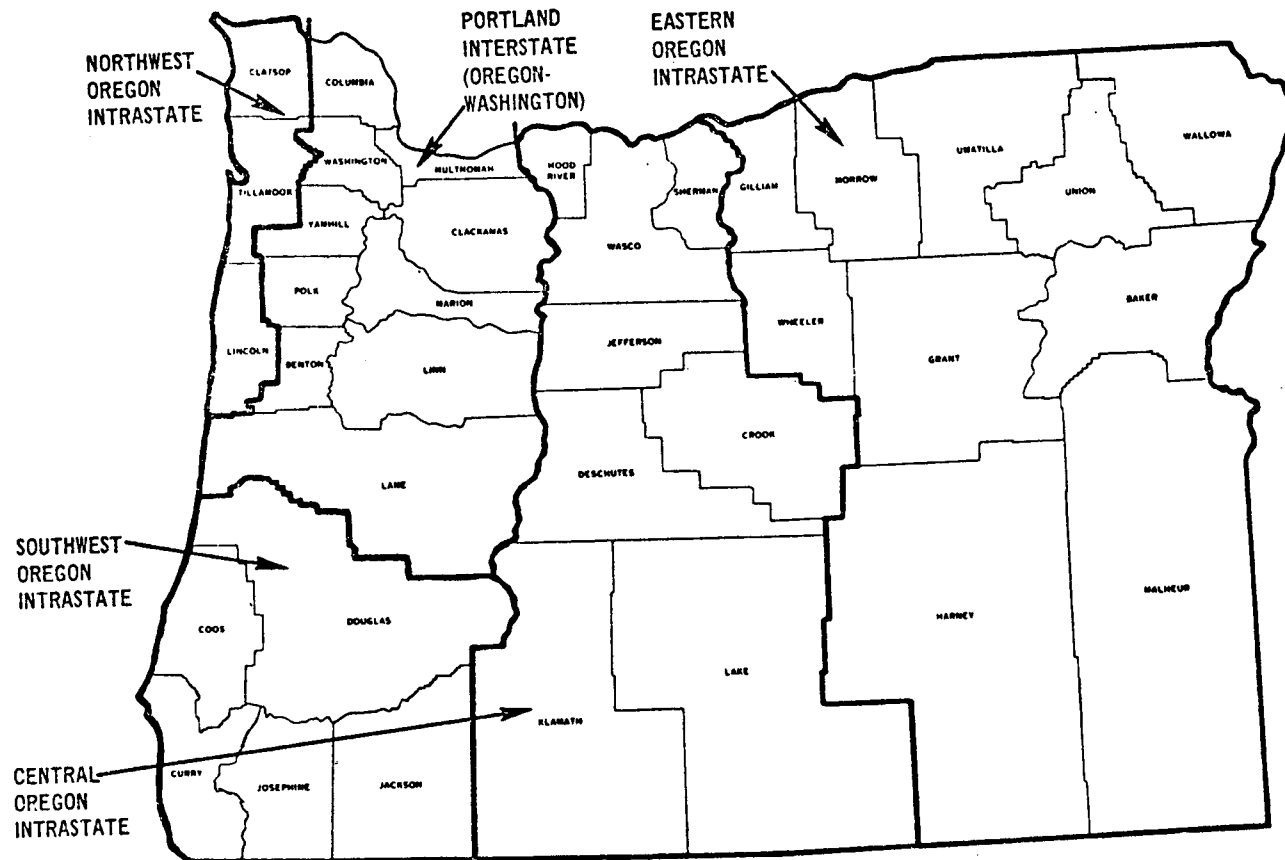 PORTLAND
INTERSTATE
(OREGON-
WASHINGTON)
EASTERN
OREGON
INTRASTATE
NORTHWEST
OREGON
INTRASTATE
CLATSOP
COLUMBIA
WASHINGTON
MULTNOMAH
HOOD
RIVER
SHERMAN
GILLIAM
MORROW
UMATILLA
UNION
WALLOWA
TILLAMOOK
YAMHILL
CLACKAMAS
WASCO
POLK
MARION
WHEELER
GRANT
BAKER
LINCOLN
BENTON
LINN
JEFFERSON
CROOK
DESCHUTES
LANE
SOUTHWEST
OREGON
INTRASTATE
COOS
DOUGLAS
LAKE
HARNEY
MALHEUR
KLAMATH
CENTRAL
OREGON
INTRASTATE
CURRY
JOSEPHINE
JACKSON